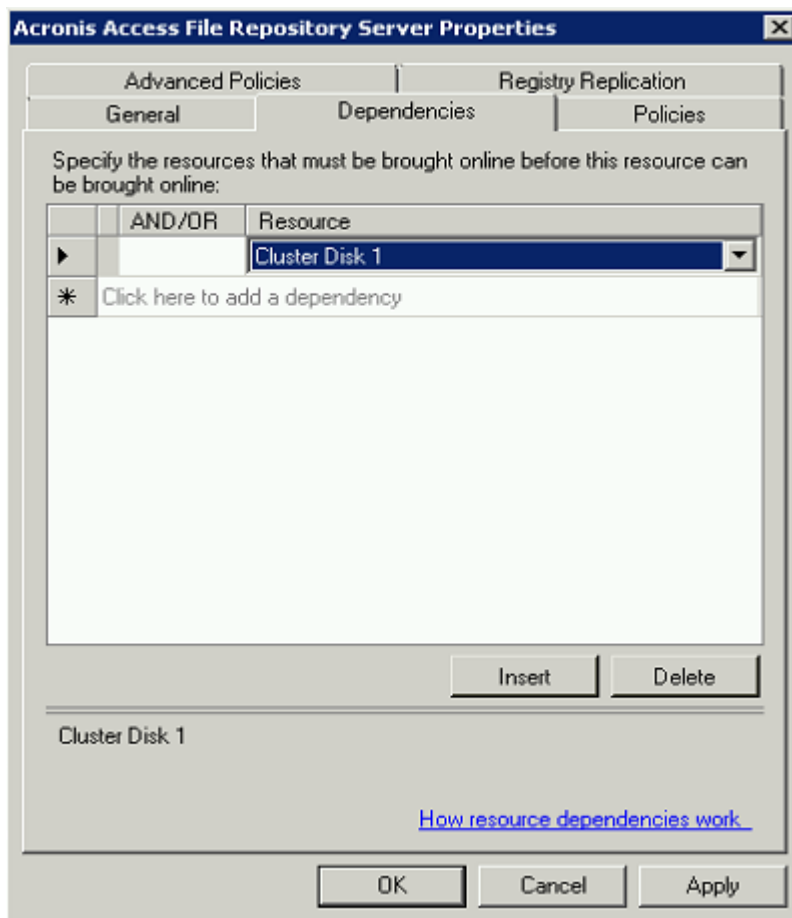 Acronis Access File Repository Server Properties
Advanced Policies
Registry Replication
General
Dependencies
Policies
Specify the resources that must be brought online before this resource can
be brought online:
AND/OR
Resource
Cluster Disk 1
Click here to add a dependency
Insert
Delete
Cluster Disk 1
How resource dependencies work
OK
Cancel
Apply